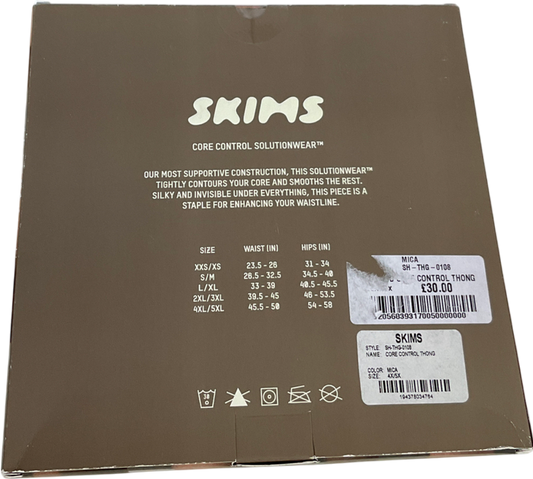 SKIMS
CORE CONTROL SOLUTIONWEAR™
OUR MOST SUPPORTIVE CONSTRUCTION, THIS SOLUTIONWEAR™
TIGHTLY CONTOURS YOUR CORE AND SMOOTHS THE REST.
SILKY AND INVISIBLE UNDER EVERYTHING, THIS PIECE IS A
STAPLE FOR ENHANCING YOUR WAISTLINE.
SIZE WAIST (IN) HIPS (IN)
XXS/XS 23.5 - 26 31 - 34
S/M 26.5 - 32.5 34.5 - 40
L/XL 33 - 39 40.5 - 45.5
2XL/3XL 39.5 - 45 46 - 53.5
4XL/5XL 45.5 - 50 54 - 58
MICA
SH-THG-0108
CONTROL THONG
X £30.00
SKIMS
STYLE: SH-THG-0108
NAME: CORE CONTROL THONG
COLOR: MICA
SIZE: 4X/5X
194376034764
30